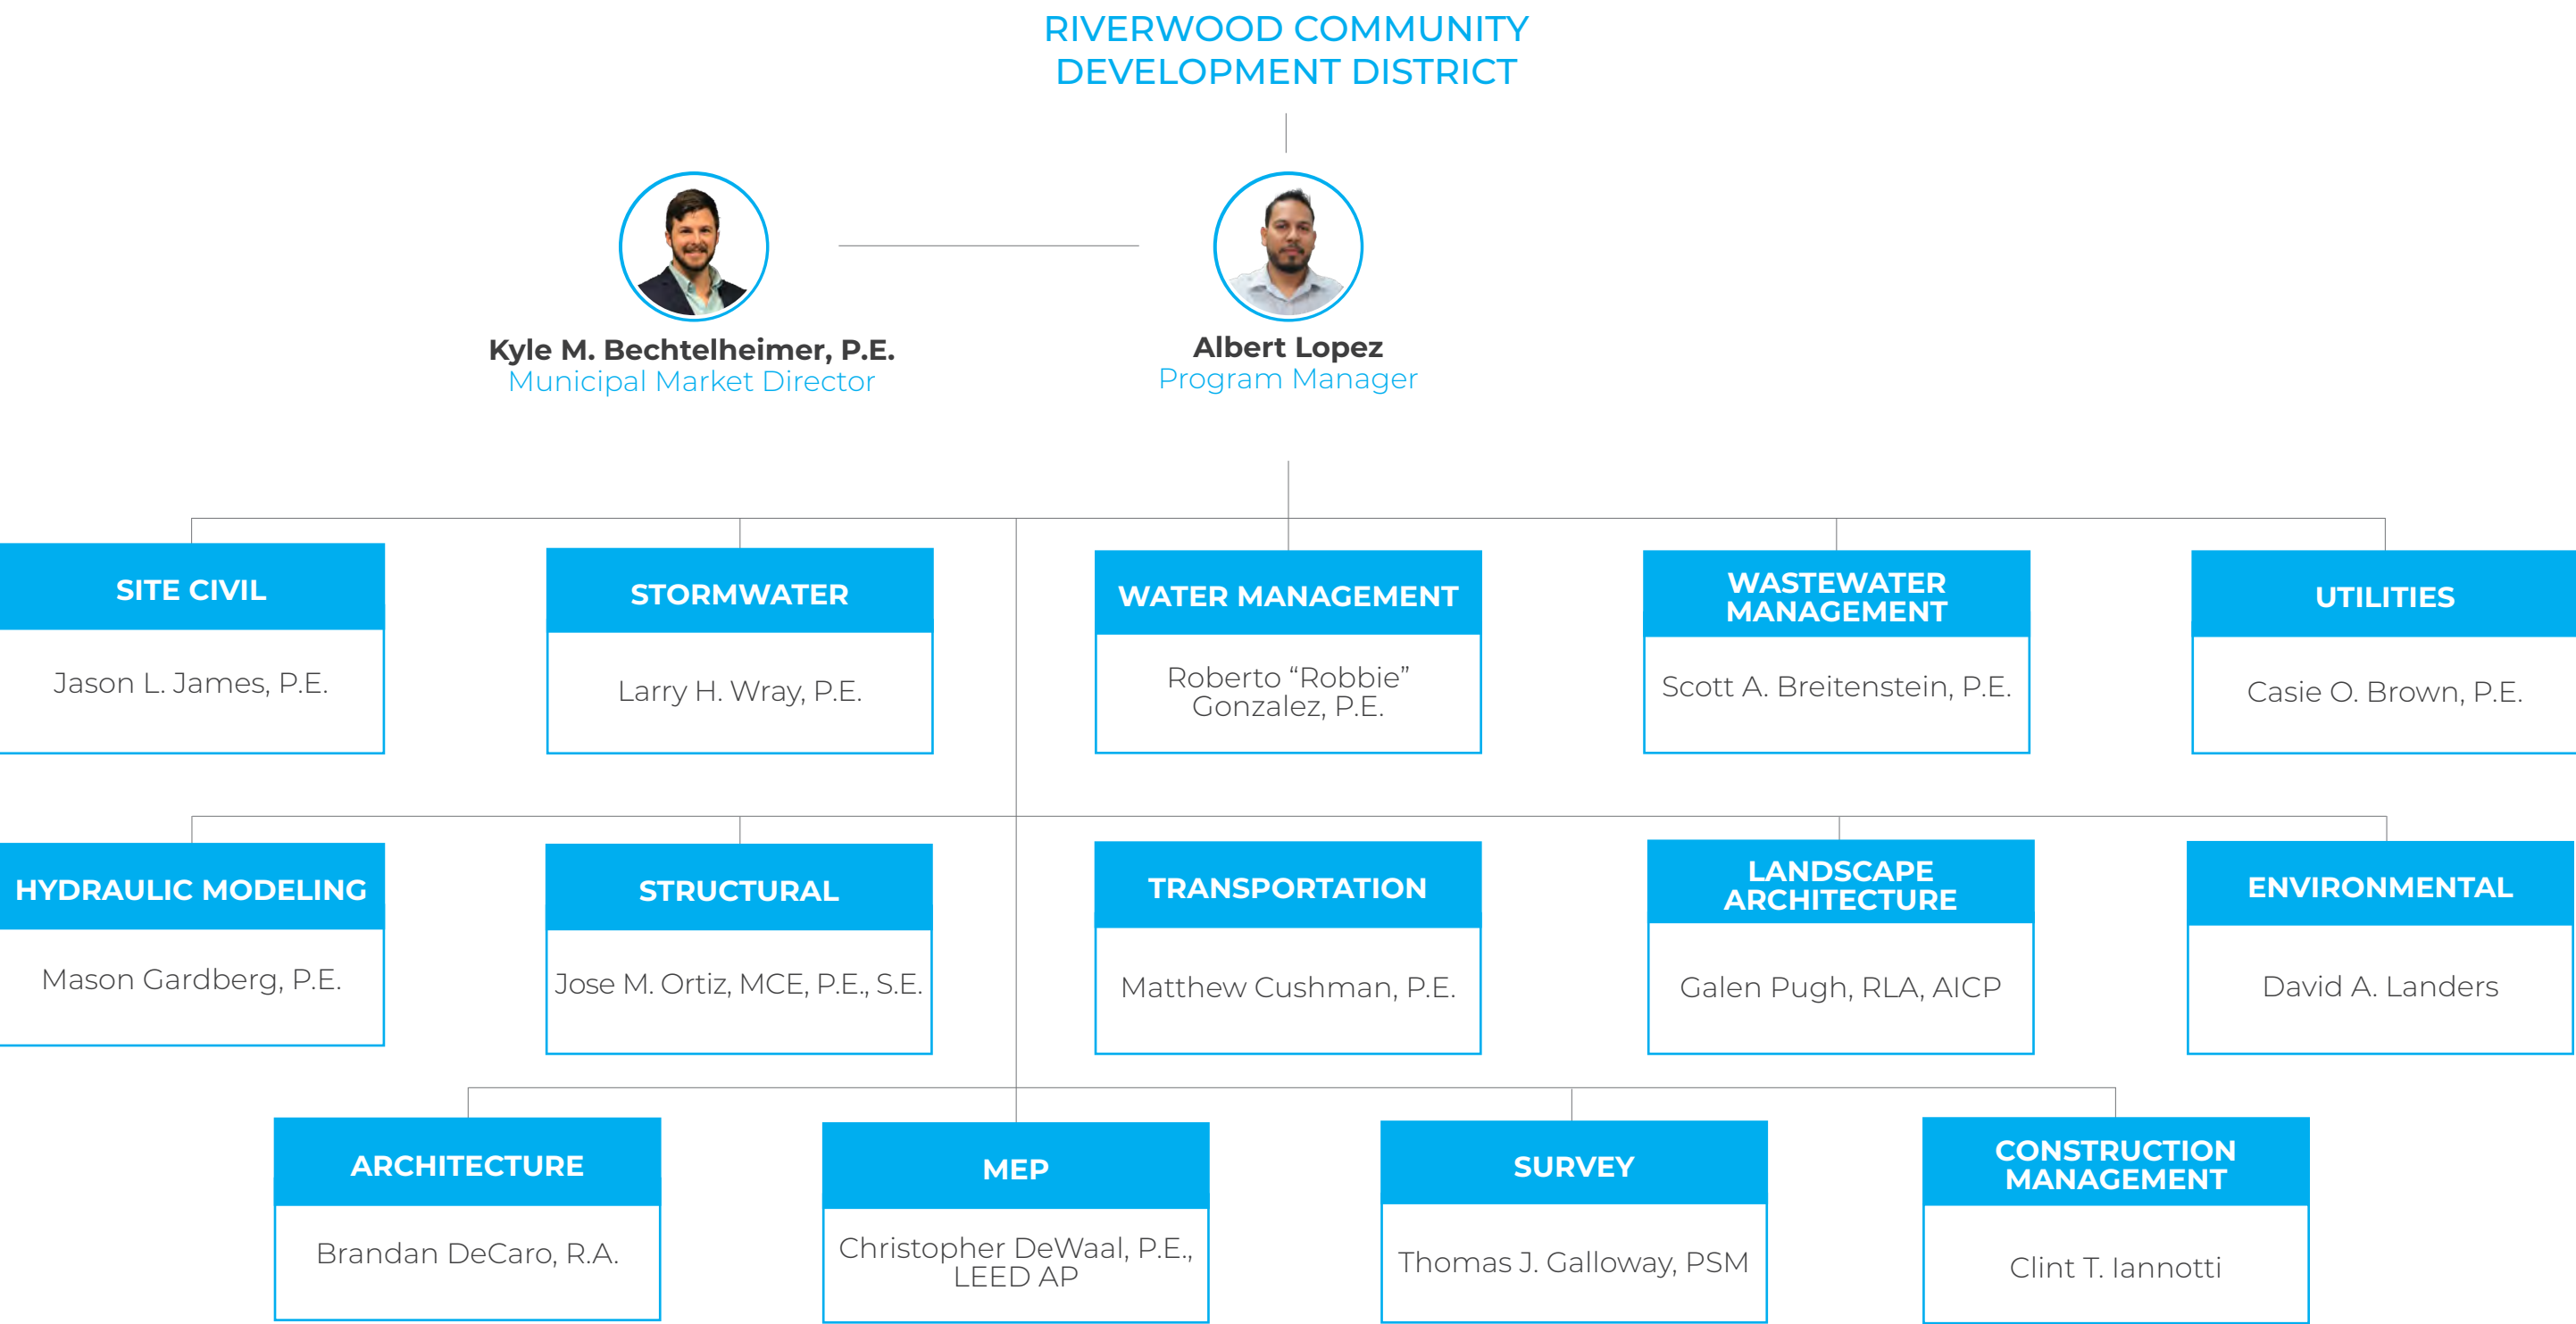 RIVERWOOD COMMUNITY
DEVELOPMENT DISTRICT
Kyle M. Bechtelheimer, P.E.
Municipal Market Director
Albert Lopez
Program Manager
SITE CIVIL
Jason L. James, P.E.
STORMWATER
Larry H. Wray, P.E.
WATER MANAGEMENT
Roberto “Robbie”
Gonzalez, P.E.
WASTEWATER
MANAGEMENT
Scott A. Breitenstein, P.E.
UTILITIES
Casie O. Brown, P.E.
HYDRAULIC MODELING
Mason Gardberg, P.E.
STRUCTURAL
Jose M. Ortiz, MCE, P.E., S.E.
TRANSPORTATION
Matthew Cushman, P.E.
LANDSCAPE
ARCHITECTURE
Galen Pugh, RLA, AICP
ENVIRONMENTAL
David A. Landers
ARCHITECTURE
Brandan DeCaro, R.A.
MEP
Christopher DeWaal, P.E.,
LEED AP
SURVEY
Thomas J. Galloway, PSM
CONSTRUCTION
MANAGEMENT
Clint T. Iannotti